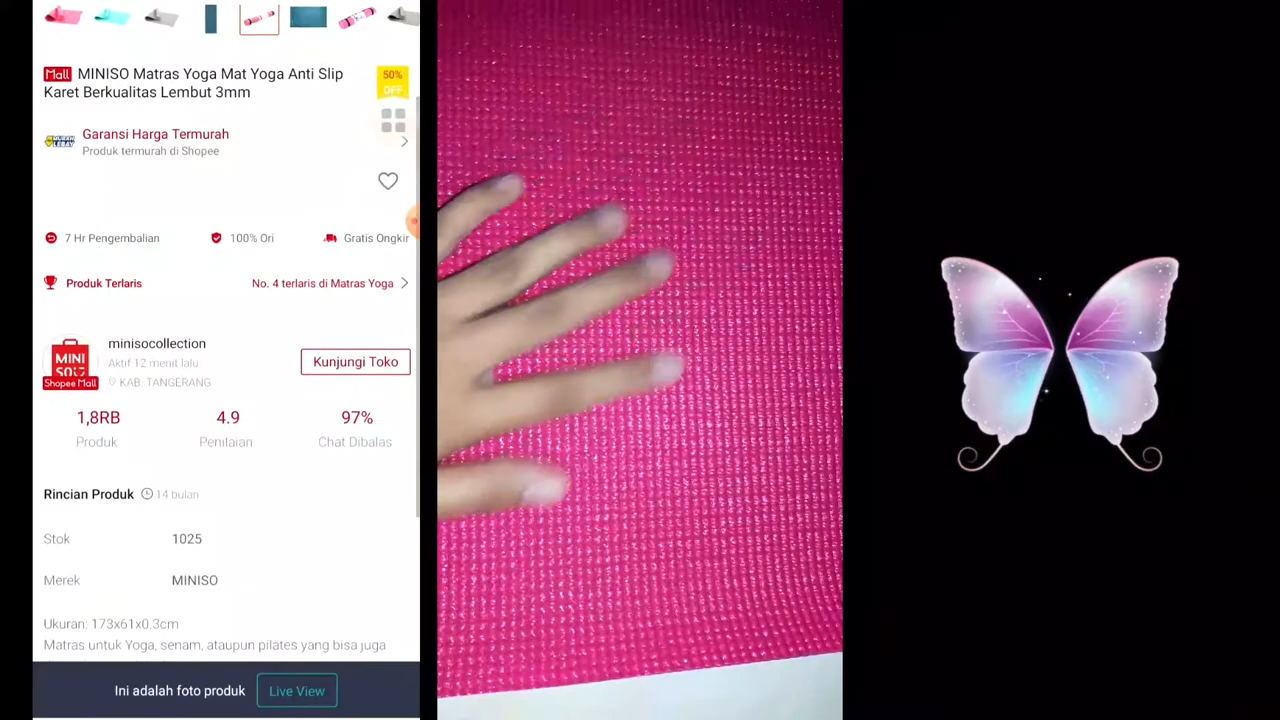 Mall MINISO Matras Yoga Mat Yoga Anti Slip
Karet Berkualitas Lembut 3mm
50%
OFF
Garansi Harga Termurah
Produk termurah di Shopee
7 Hr Pengembalian
100% Ori
Gratis Ongkir
Produk Terlaris
No. 4 terlaris di Matras Yoga
minisocollection
Aktif 12 menit lalu
KAB. TANGERANG
MINI
SO
Shopee Mall
Kunjungi Toko
1,8RB
4.9
97%
Produk
Penilaian
Chat Dibalas
Rincian Produk
14 bulan
Stok
1025
Merek
MINISO
Ukuran: 173x61x0.3cm
Matras untuk Yoga, senam, ataupun pilates yang bisa juga
Ini adalah foto produk
Live View